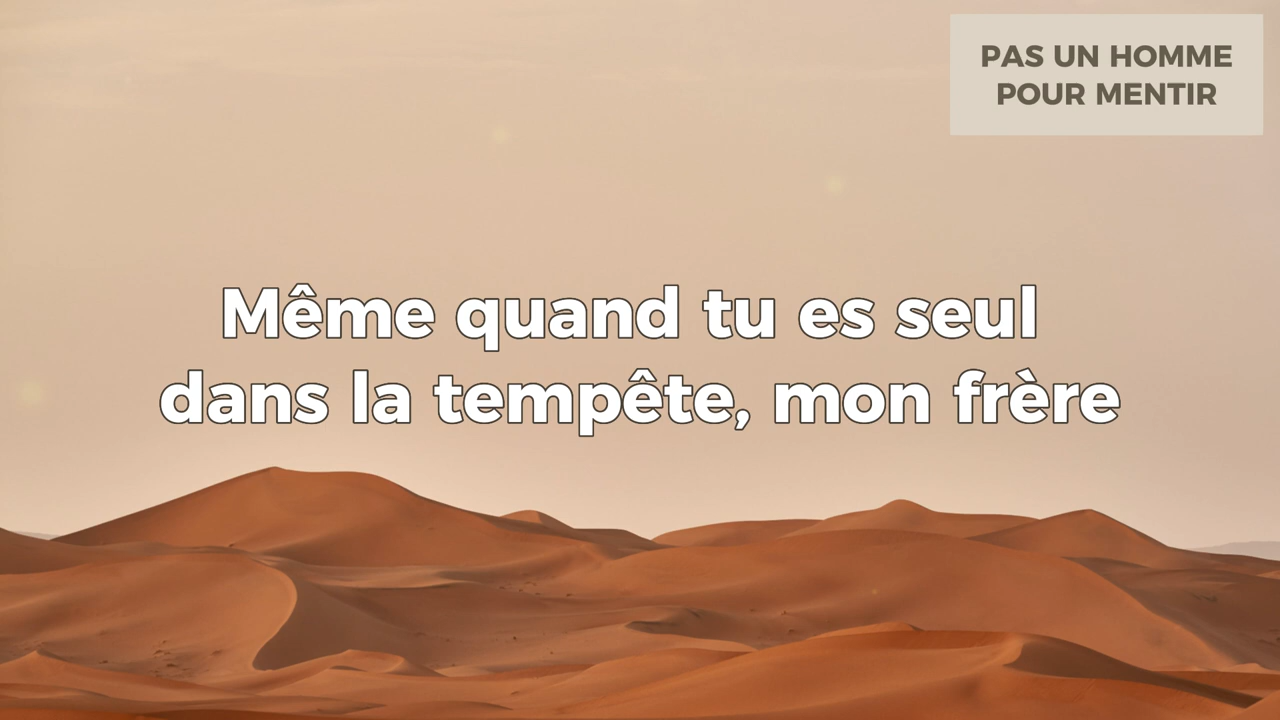 PAS UN HOMME
POUR MENTIR
Même quand tu es seul
dans la tempête, mon frère